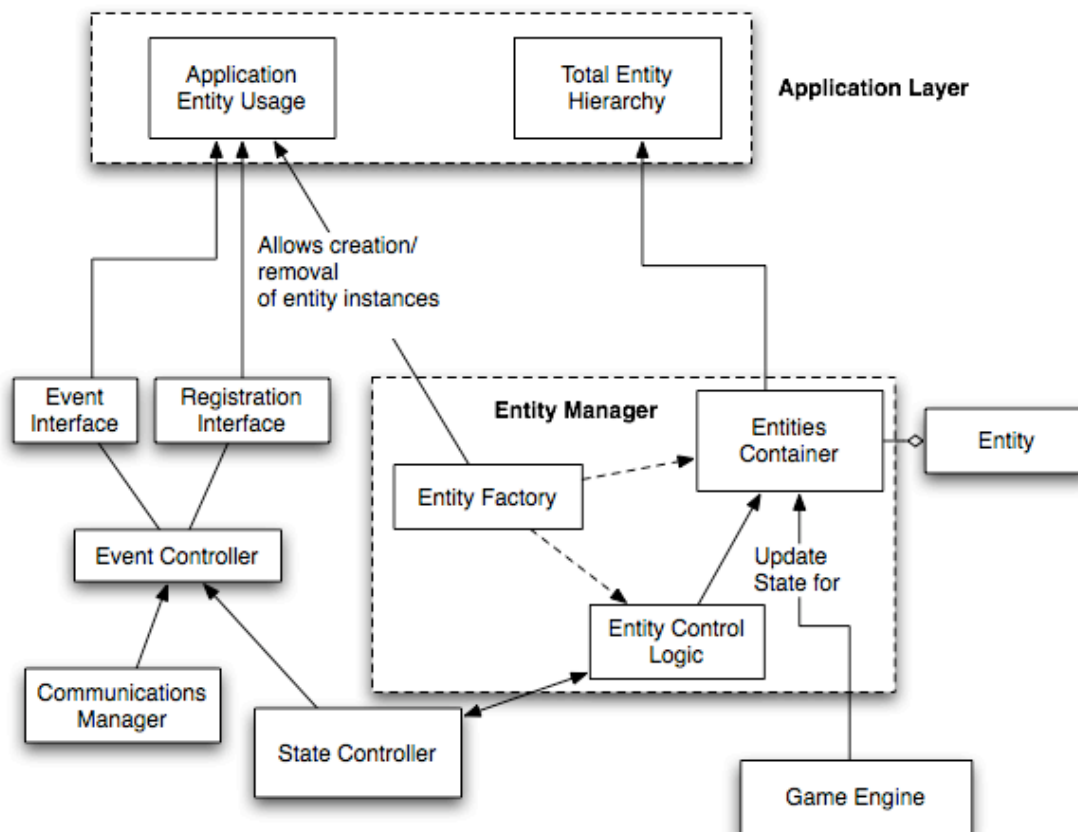 Application
Entity Usage
Total Entity
Hierarchy
Application Layer
Allows creation/
removal
of entity instances
Event
Interface
Registration
Interface
Entity Manager
Entities
Container
Entity
Entity Factory
Event Controller
Update
State for
Entity Control
Logic
Communications
Manager
State Controller
Game Engine